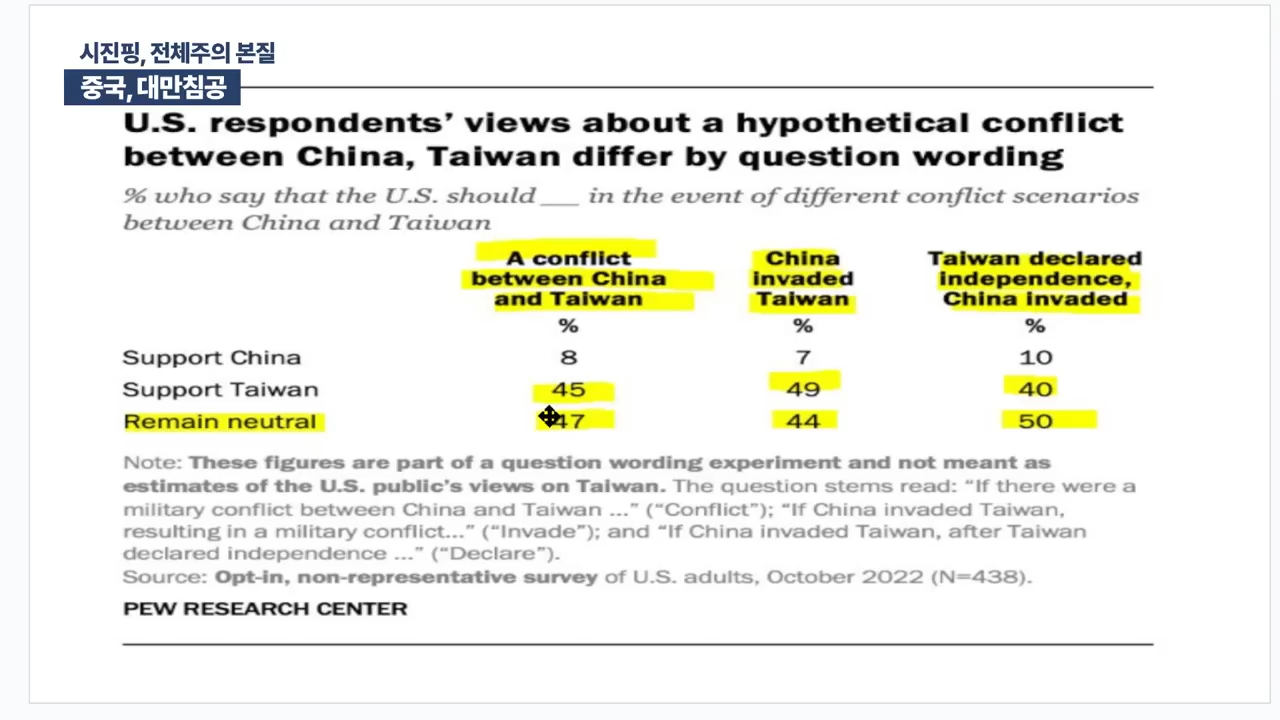 시진핑, 전체주의 본질
중국, 대만침공
U.S. respondents’ views about a hypothetical conflict
between China, Taiwan differ by question wording
% who say that the U.S. should ___ in the event of different conflict scenarios
between China and Taiwan
A conflict between China and Taiwan
China invaded Taiwan
Taiwan declared independence, China invaded
% % %
Support China 8 7 10
Support Taiwan 45 49 40
Remain neutral 47 44 50
Note: These figures are part of a question wording experiment and not meant as
estimates of the U.S. public’s views on Taiwan. The question stems read: “If there were a
military conflict between China and Taiwan ...” (“Conflict”); “If China invaded Taiwan,
resulting in a military conflict...” (“Invade”); and “If China invaded Taiwan, after Taiwan
declared independence ...” (“Declare”).
Source: Opt-in, non-representative survey of U.S. adults, October 2022 (N=438).
PEW RESEARCH CENTER